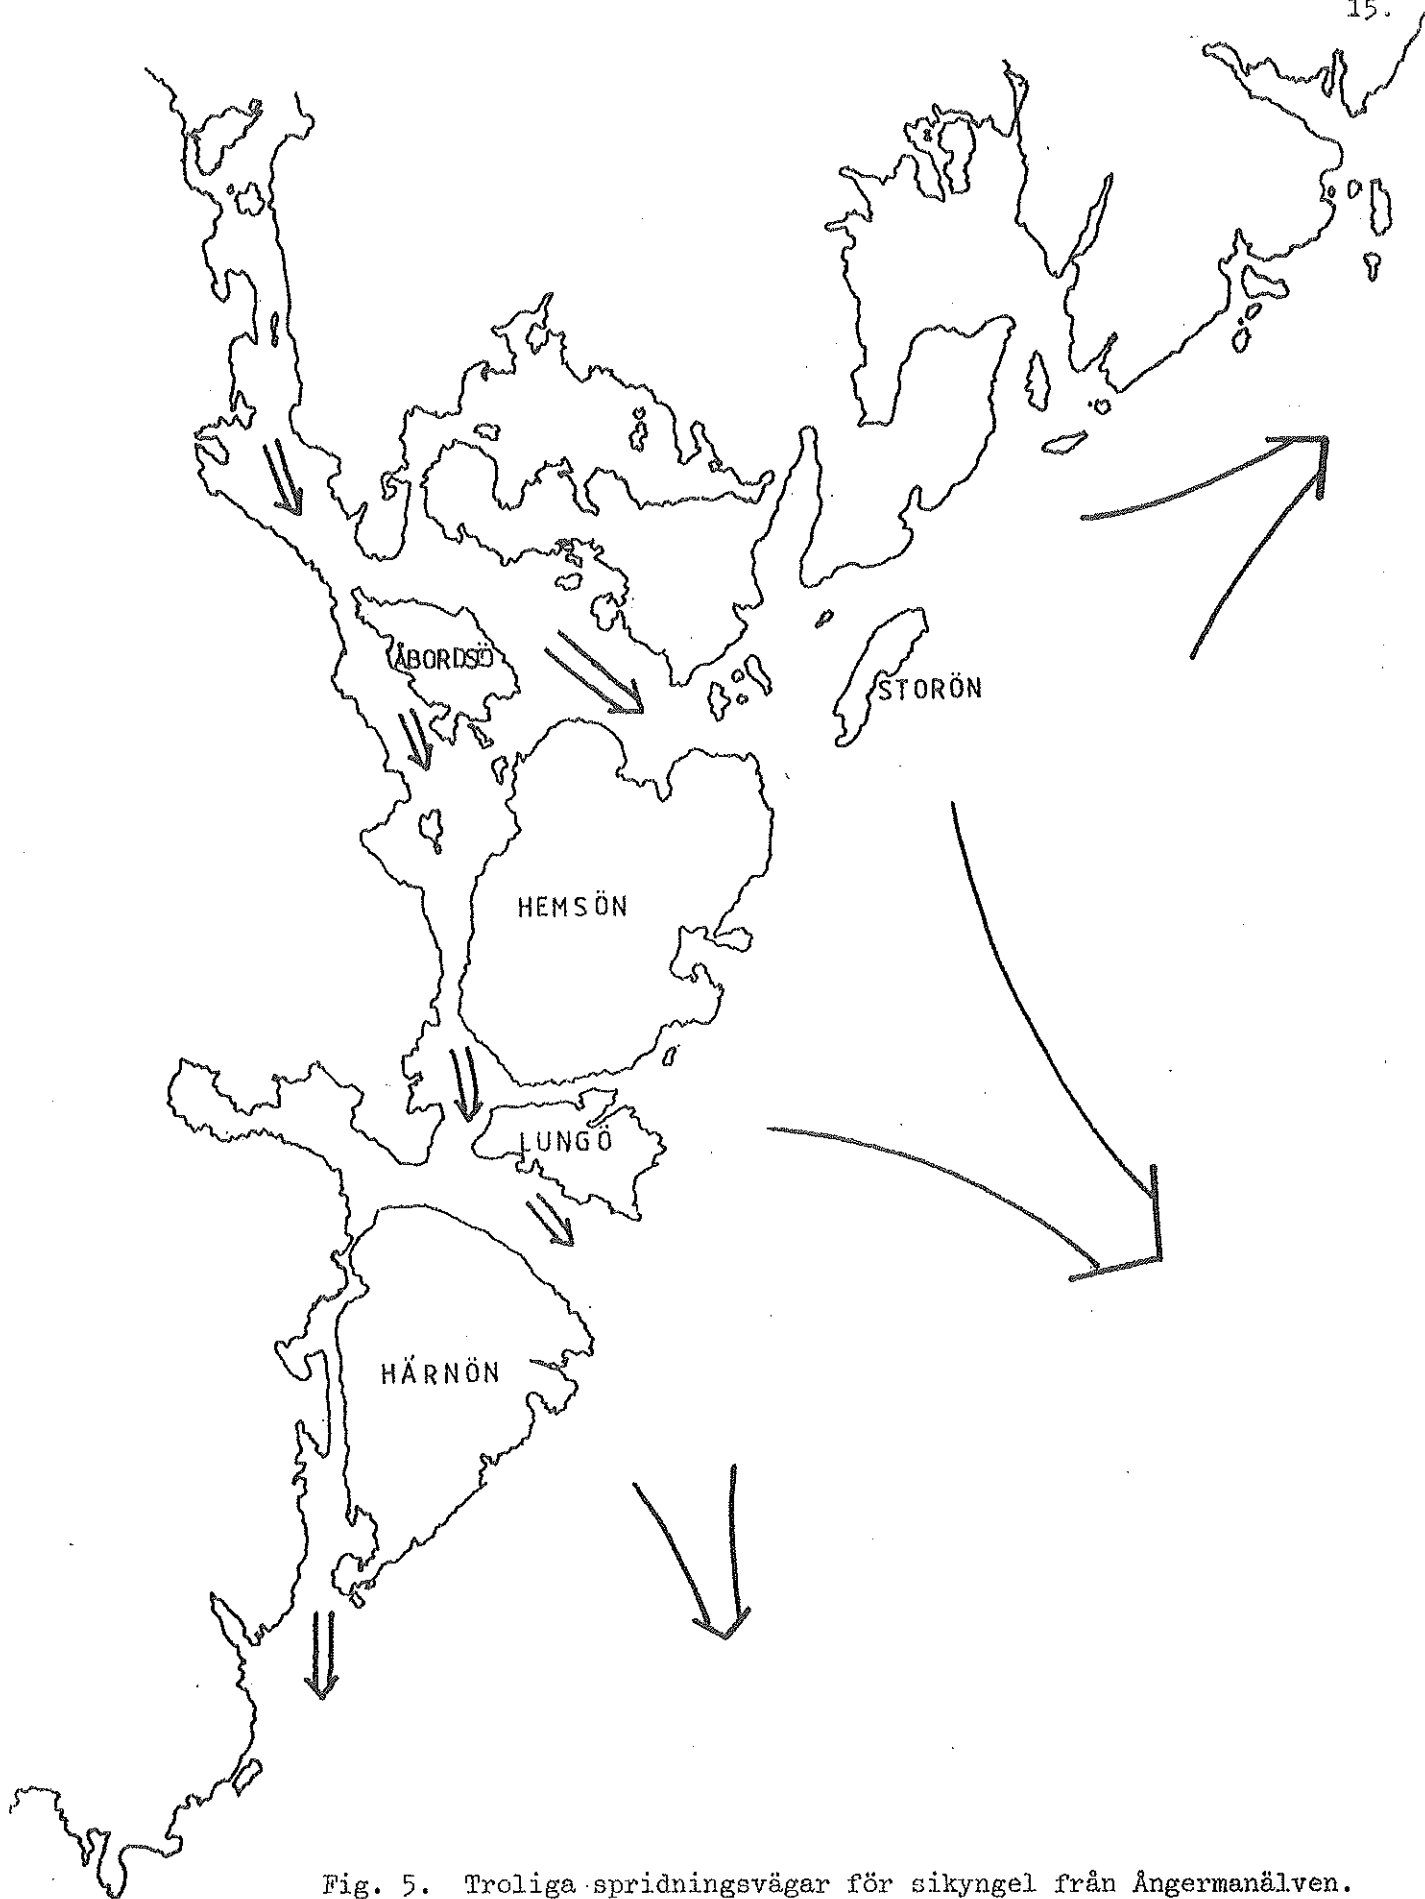 15.
ÅBORDSÖ
STORÖN
HEMSÖN
LUNGÖ
HÄRNÖN
Fig. 5. Troliga spridningsvägar för sikyngel från Ångermanälven.